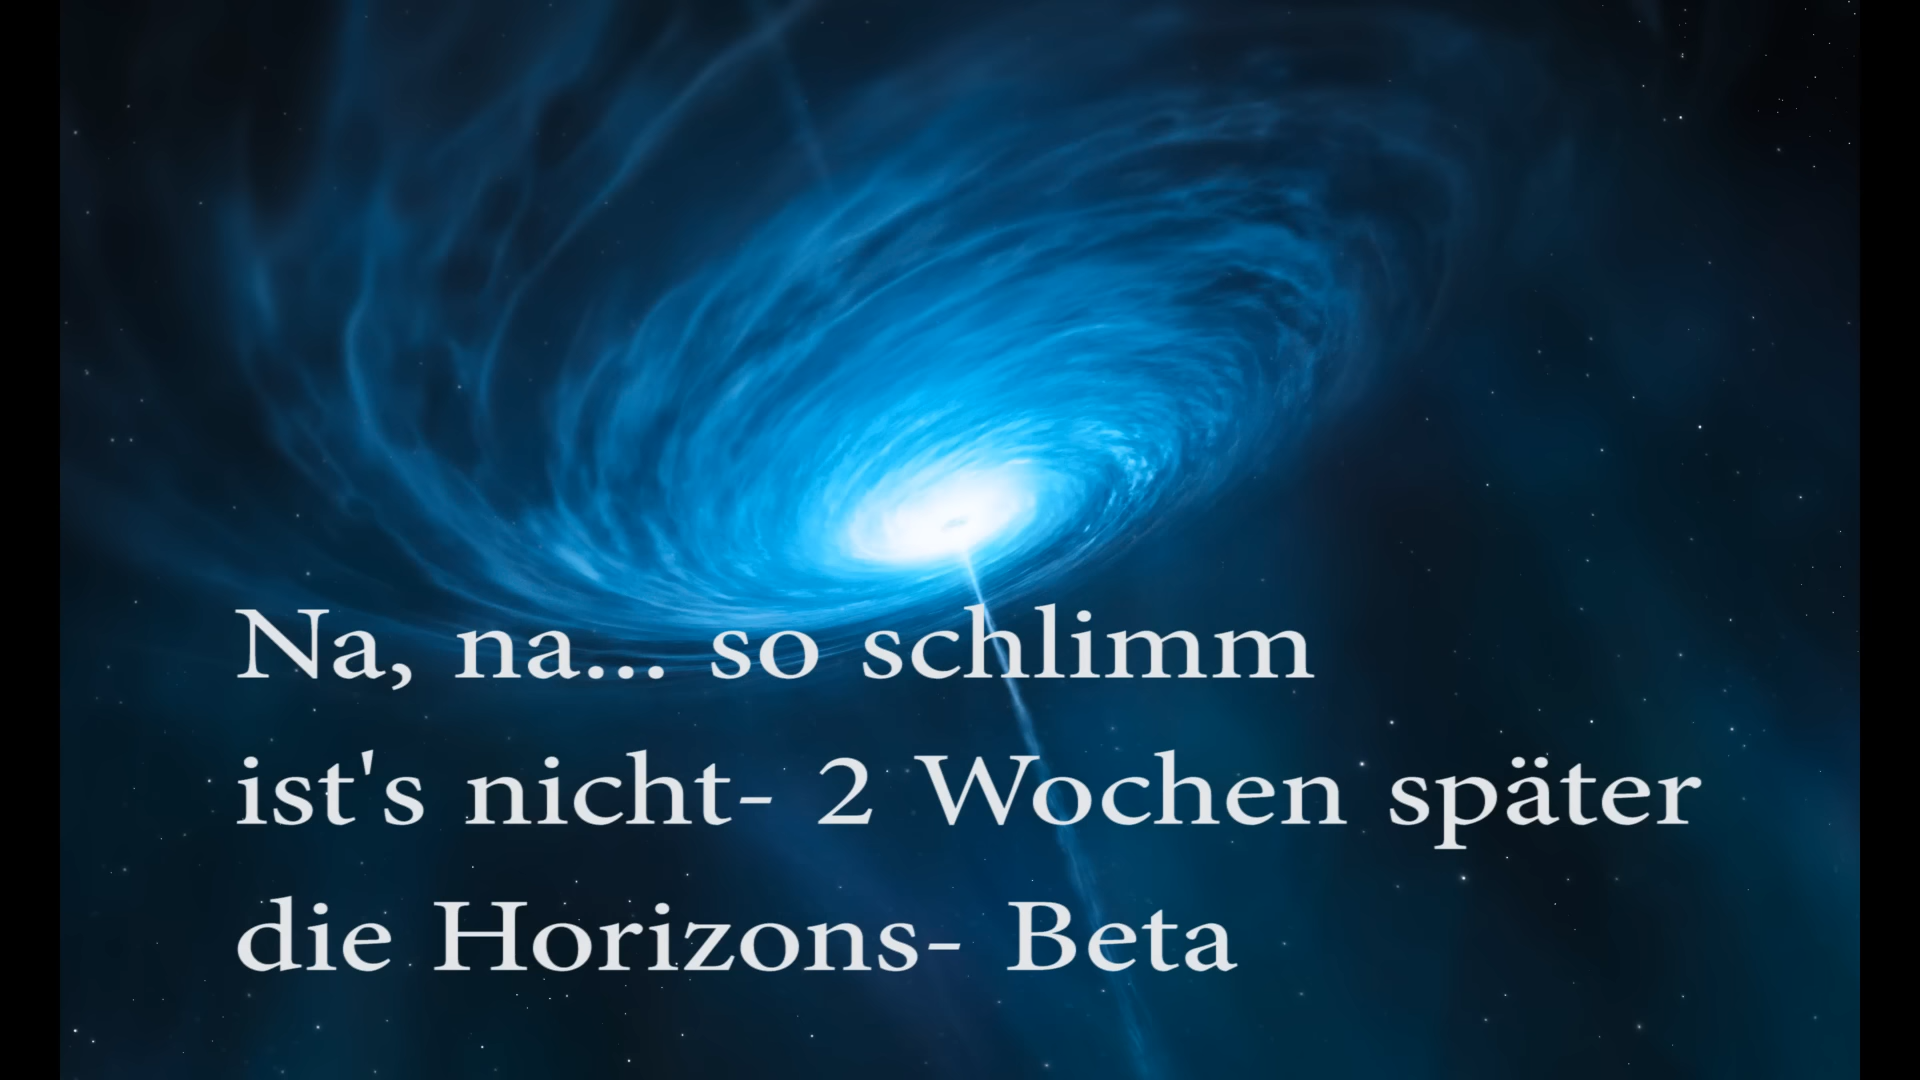 Na, na... so schlimm
ist's nicht- 2 Wochen später
die Horizons- Beta